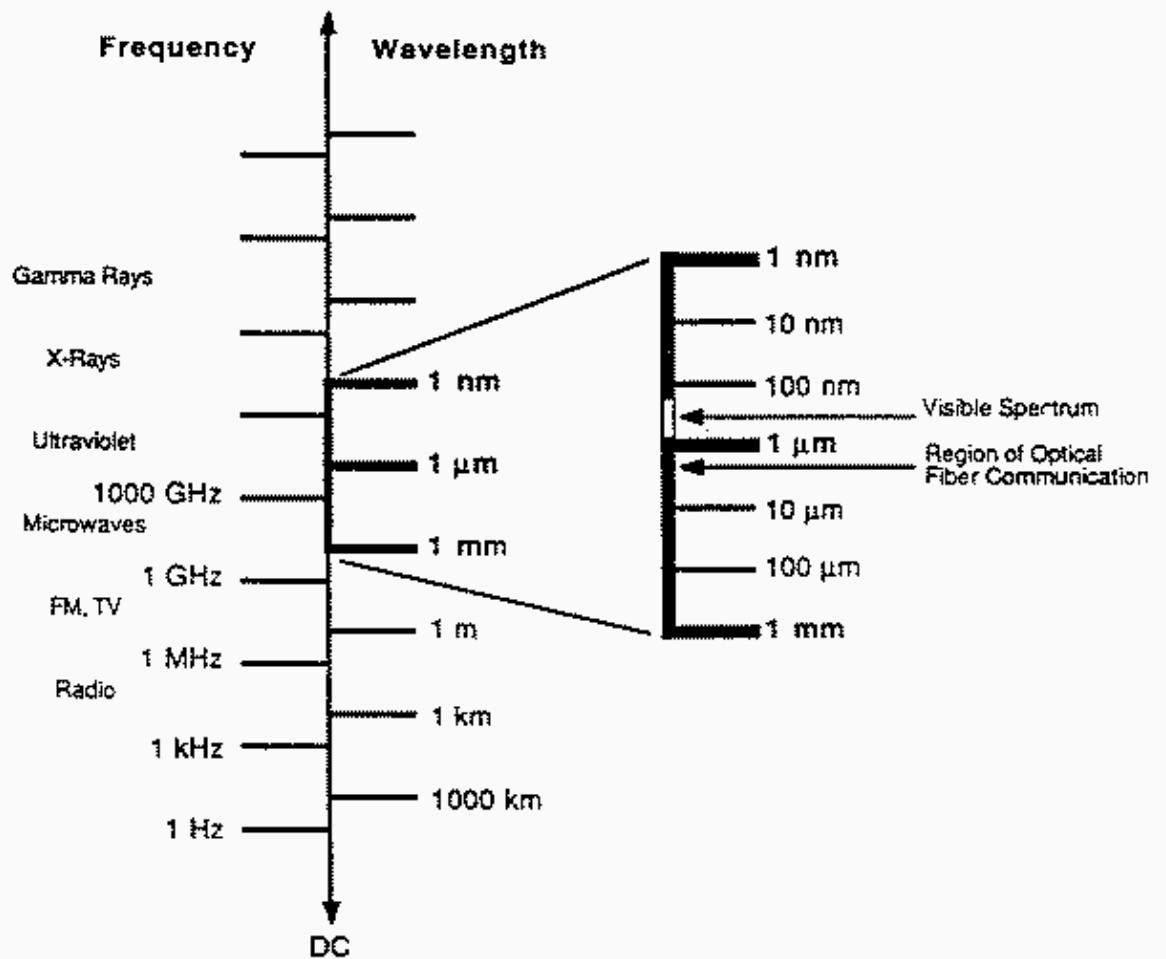 Frequency
Wavelength
Gamma Rays
X-Rays
Ultraviolet
1000 GHz
Microwaves
1 GHz
FM, TV
1 MHz
Radio
1 kHz
1 Hz
DC
1 nm
1 μm
1 mm
1 m
1 km
1000 km
1 nm
10 nm
100 nm
1 μm
10 μm
100 μm
1 mm
Visible Spectrum
Region of Optical
Fiber Communication